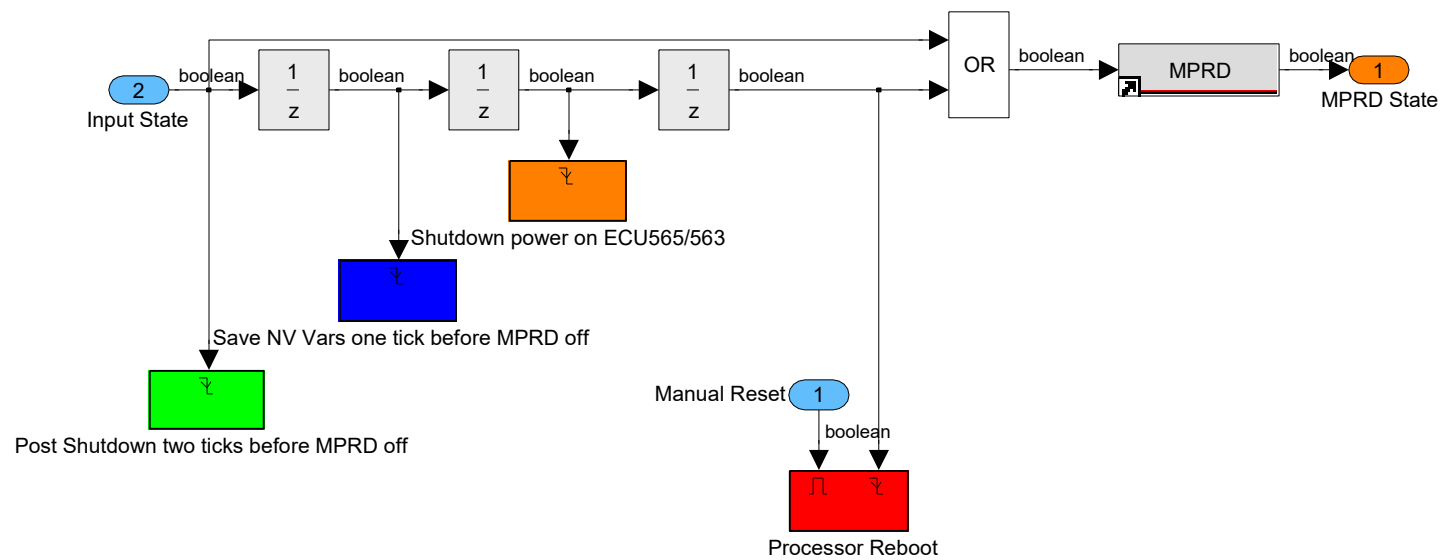 boolean
boolean
boolean
boolean
boolean
boolean
2
Input State
1
z
1
z
1
z
OR
MPRD
1
MPRD State
Shutdown power on ECU565/563
Save NV Vars one tick before MPRD off
Post Shutdown two ticks before MPRD off
Manual Reset
1
boolean
Processor Reboot